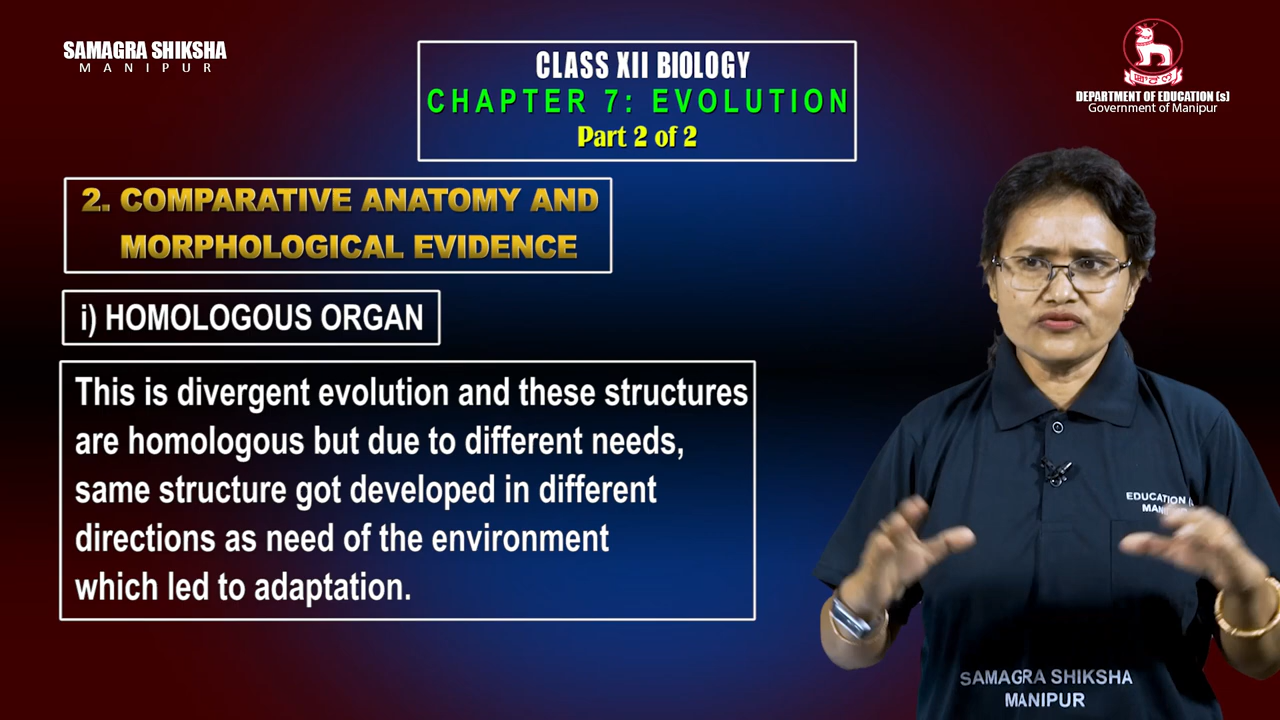 SAMAGRA SHIKSHA
MANIPUR
CLASS XII BIOLOGY
CHAPTER 7: EVOLUTION
Part 2 of 2
DEPARTMENT OF EDUCATION (s)
Government of Manipur
2. COMPARATIVE ANATOMY AND
MORPHOLOGICAL EVIDENCE
i) HOMOLOGOUS ORGAN
This is divergent evolution and these structures
are homologous but due to different needs,
same structure got developed in different
directions as need of the environment
which led to adaptation.
EDUCATION
SAMAGRA SHIKSHA
MANIPUR